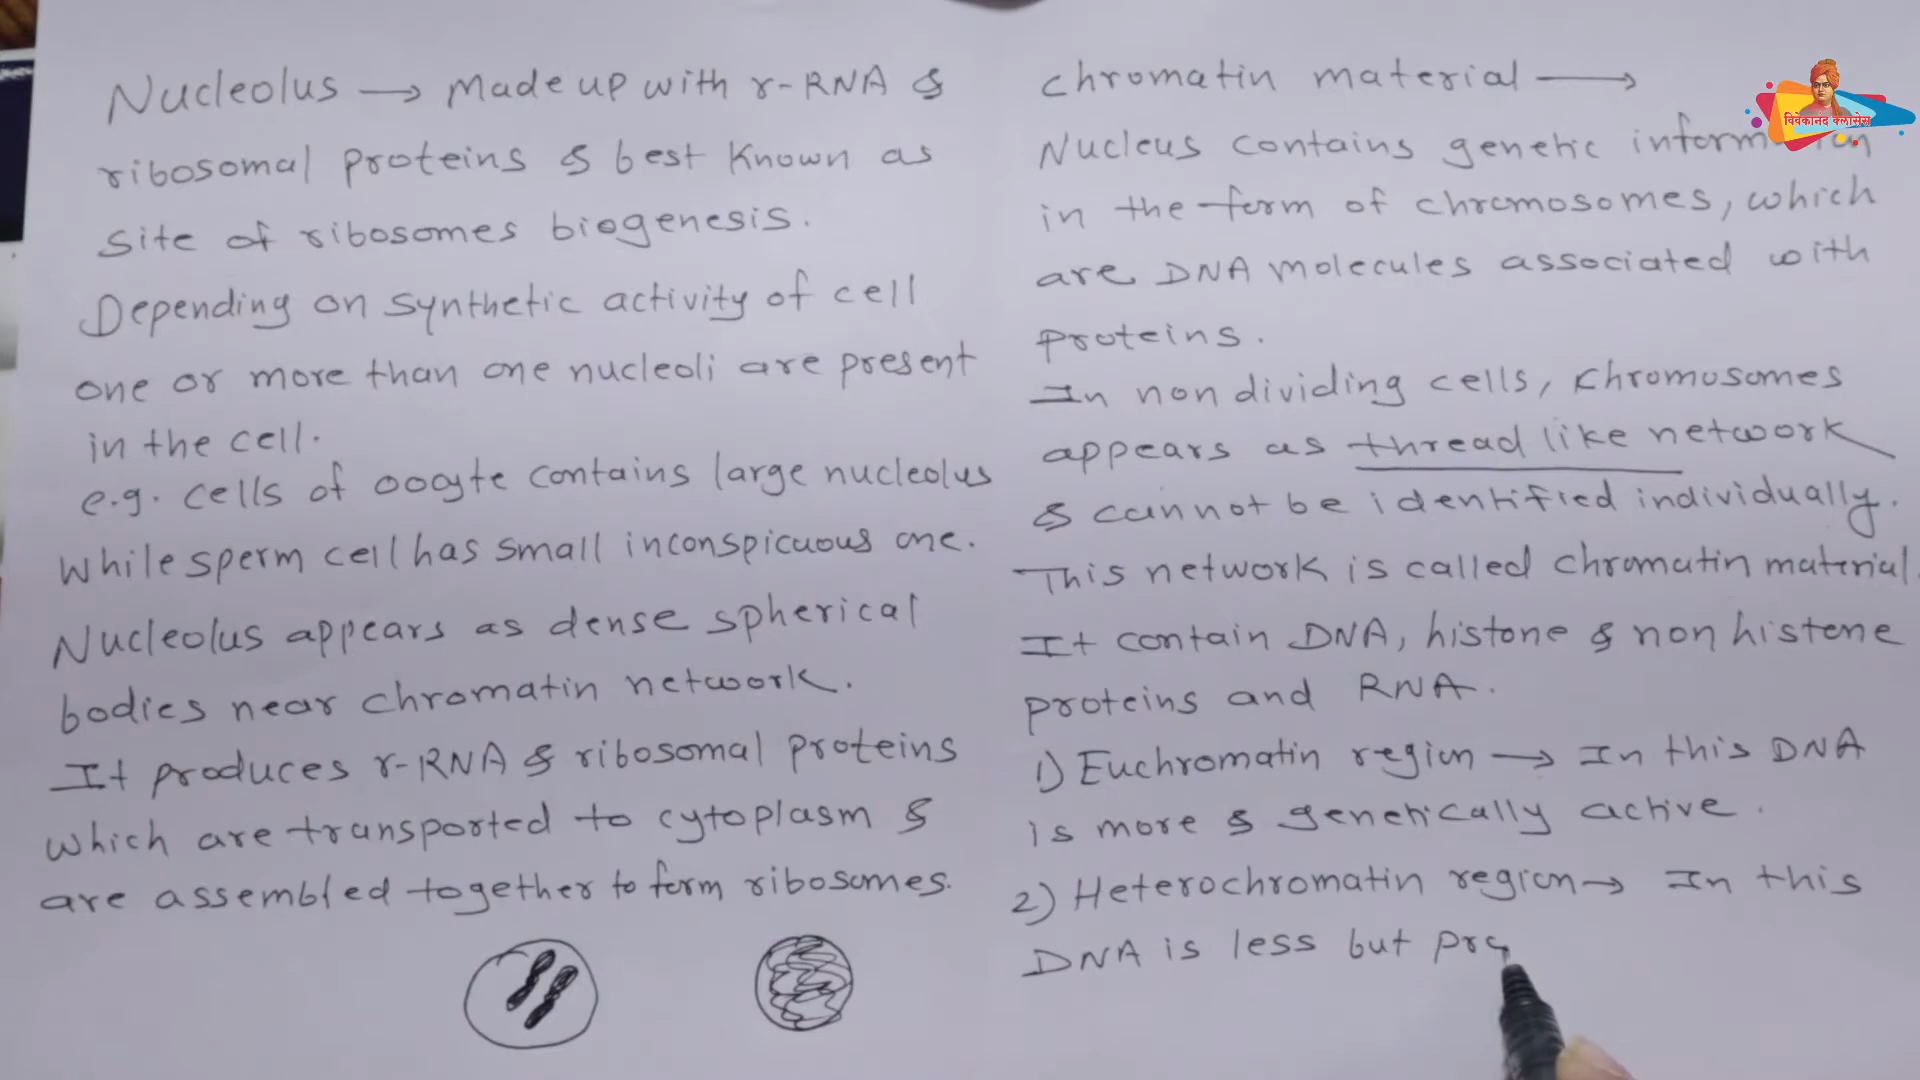 Nucleolus → Made up with r-RNA &
ribosomal proteins & best known as
site of ribosomes biogenesis.
Depending on synthetic activity of cell
one or more than one nucleoli are present
in the cell.
e.g. cells of oocyte contains large nucleolus
while sperm cell has small inconspicuous one.
Nucleolus appears as dense spherical
bodies near chromatin network.
It produces r-RNA & ribosomal proteins
which are transported to cytoplasm &
are assembled together to form ribosomes.
chromatin material →
Nucleus contains genetic information
in the form of chromosomes, which
are DNA molecules associated with
proteins.
In non dividing cells, chromosomes
appears as thread like network
& cannot be identified individually.
This network is called chromatin material.
It contain DNA, histone & non histone
proteins and RNA.
1) Euchromatin region → In this DNA
is more & genetically active.
2) Heterochromatin region → In this
DNA is less but pro
विवेकानंद क्लासेस